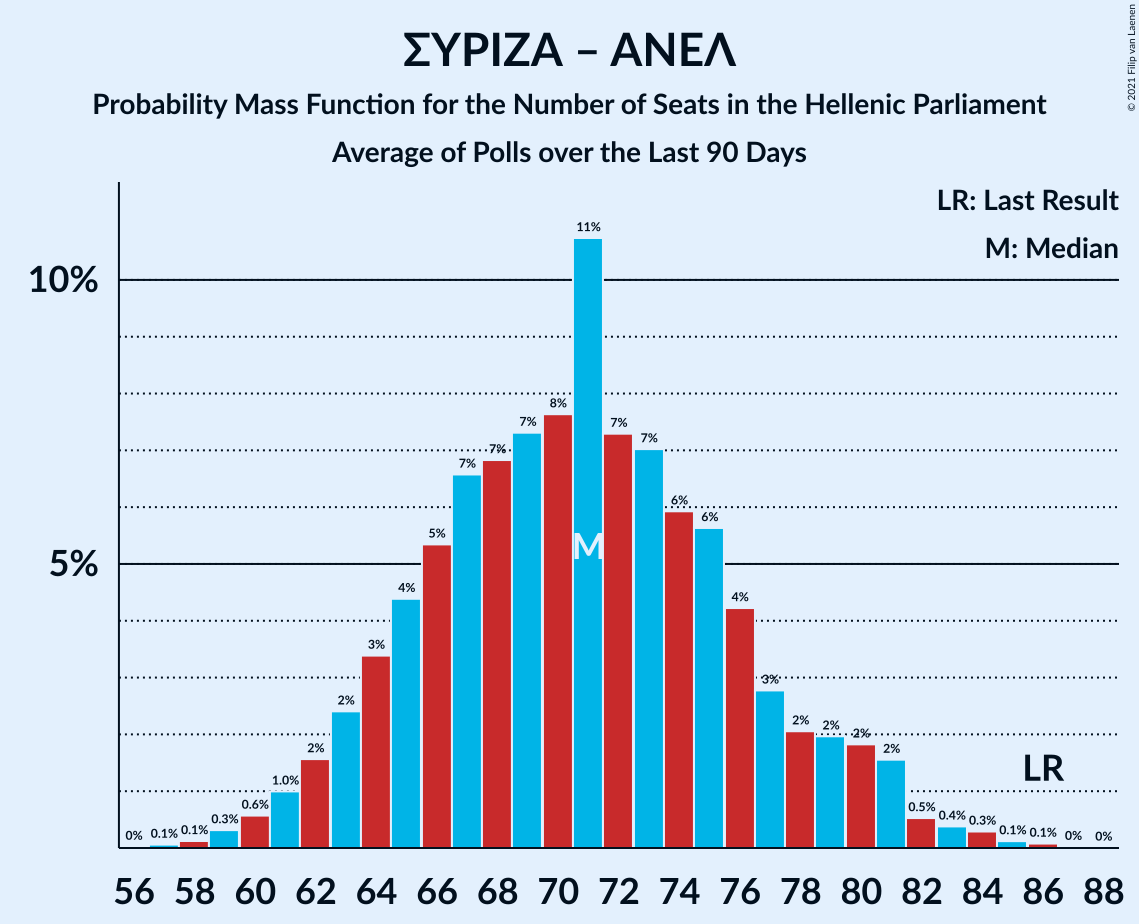 ΣΥΡΙΖΑ – ΑΝΕΛ
Probability Mass Function for the Number of Seats in the Hellenic Parliament
Average of Polls over the Last 90 Days
© 2021 Filip van Laenen
LR: Last Result
M: Median
10%
5%
0% 0.1% 0.1% 0.3% 0.6% 1.0% 2% 2% 3% 4% 5% 7% 7% 7% 8% 11% 7% 7% 6% 6% 4% 3% 2% 2% 2% 2% 0.5% 0.4% 0.3% 0.1% 0.1% 0% 0%
M
LR
56 58 60 62 64 66 68 70 72 74 76 78 80 82 84 86 88